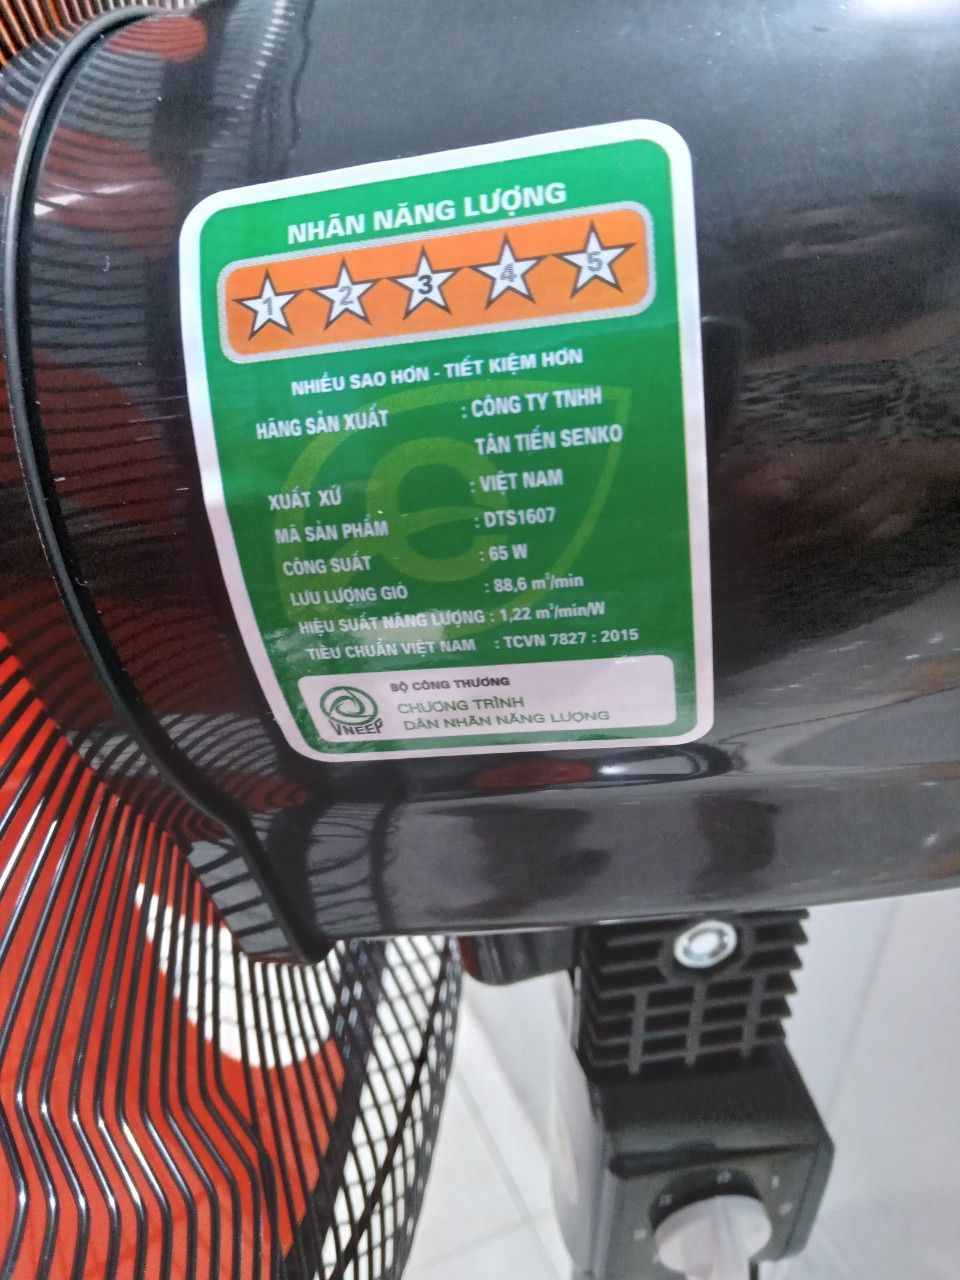 NHÃN NĂNG LƯỢNG
1 2 3 4 5
NHIỀU SAO HƠN - TIẾT KIỆM HƠN
HÃNG SẢN XUẤT : CÔNG TY TNHH
TÂN TIẾN SENKO
XUẤT XỨ : VIỆT NAM
MÃ SẢN PHẨM : DTS1607
CÔNG SUẤT : 65 W
LƯU LƯỢNG GIÓ : 88,6 m³/min
HIỆU SUẤT NĂNG LƯỢNG : 1,22 m³/min/W
TIÊU CHUẨN VIỆT NAM : TCVN 7827 : 2015
BỘ CÔNG THƯƠNG
CHƯƠNG TRÌNH
DÁN NHÃN NĂNG LƯỢNG
VNEEP